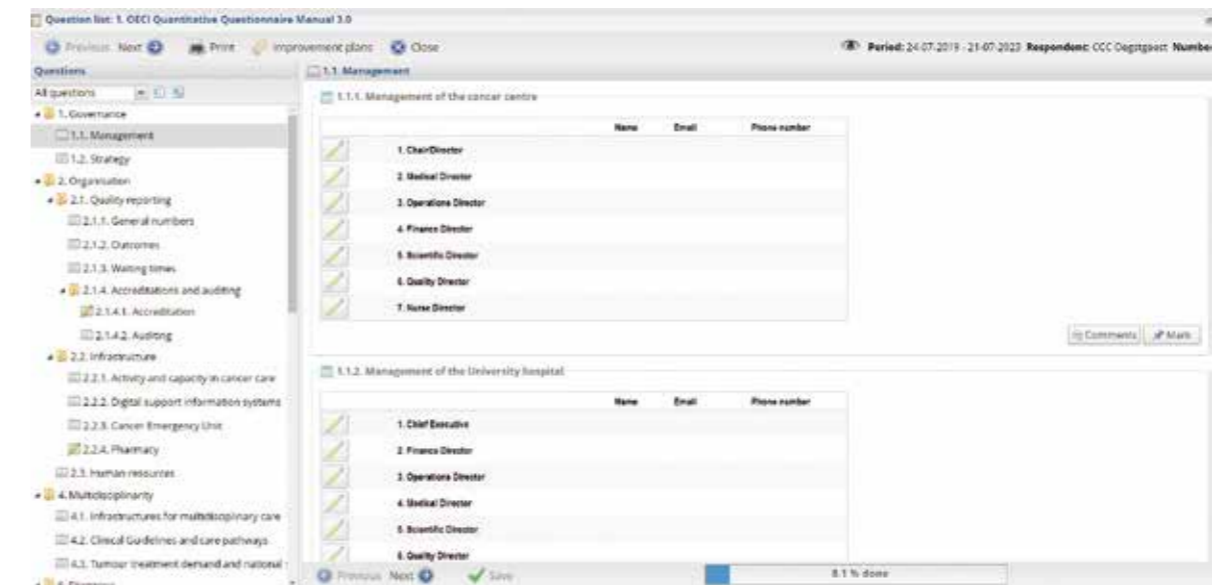 Question list: 1. OECI Quantitative Questionnaire Manual 3.0
Previous Next Print Improvement plans Close
Period: 24-07-2019 - 21-07-2023 Respondent: CCC Oegstgeest Number
Questions
All questions
1. Governance
1.1. Management
1.2. Strategy
2. Organisation
2.1. Quality reporting
2.1.1. General numbers
2.1.2. Outcomes
2.1.3. Waiting times
2.1.4. Accreditations and auditing
2.1.4.1. Accreditation
2.1.4.2. Auditing
2.2. Infrastructure
2.2.1. Activity and capacity in cancer care
2.2.2. Digital support information systems
2.2.3. Cancer Emergency Unit
2.2.4. Pharmacy
2.3. Human resources
4. Multidisciplinarity
4.1. Infrastructures for multidisciplinary care
4.2. Clinical Guidelines and care pathways
4.3. Tumour treatment demand and national
1.1. Management
1.1.1. Management of the cancer centre
Name Email Phone number
1. Chair/Director
2. Medical Director
3. Operations Director
4. Finance Director
5. Scientific Director
6. Quality Director
7. Nurse Director
Comments Mark
1.1.2. Management of the University hospital
Name Email Phone number
1. Chief Executive
2. Finance Director
3. Operations Director
4. Medical Director
5. Scientific Director
6. Quality Director
Previous Next Save
8.1 % done